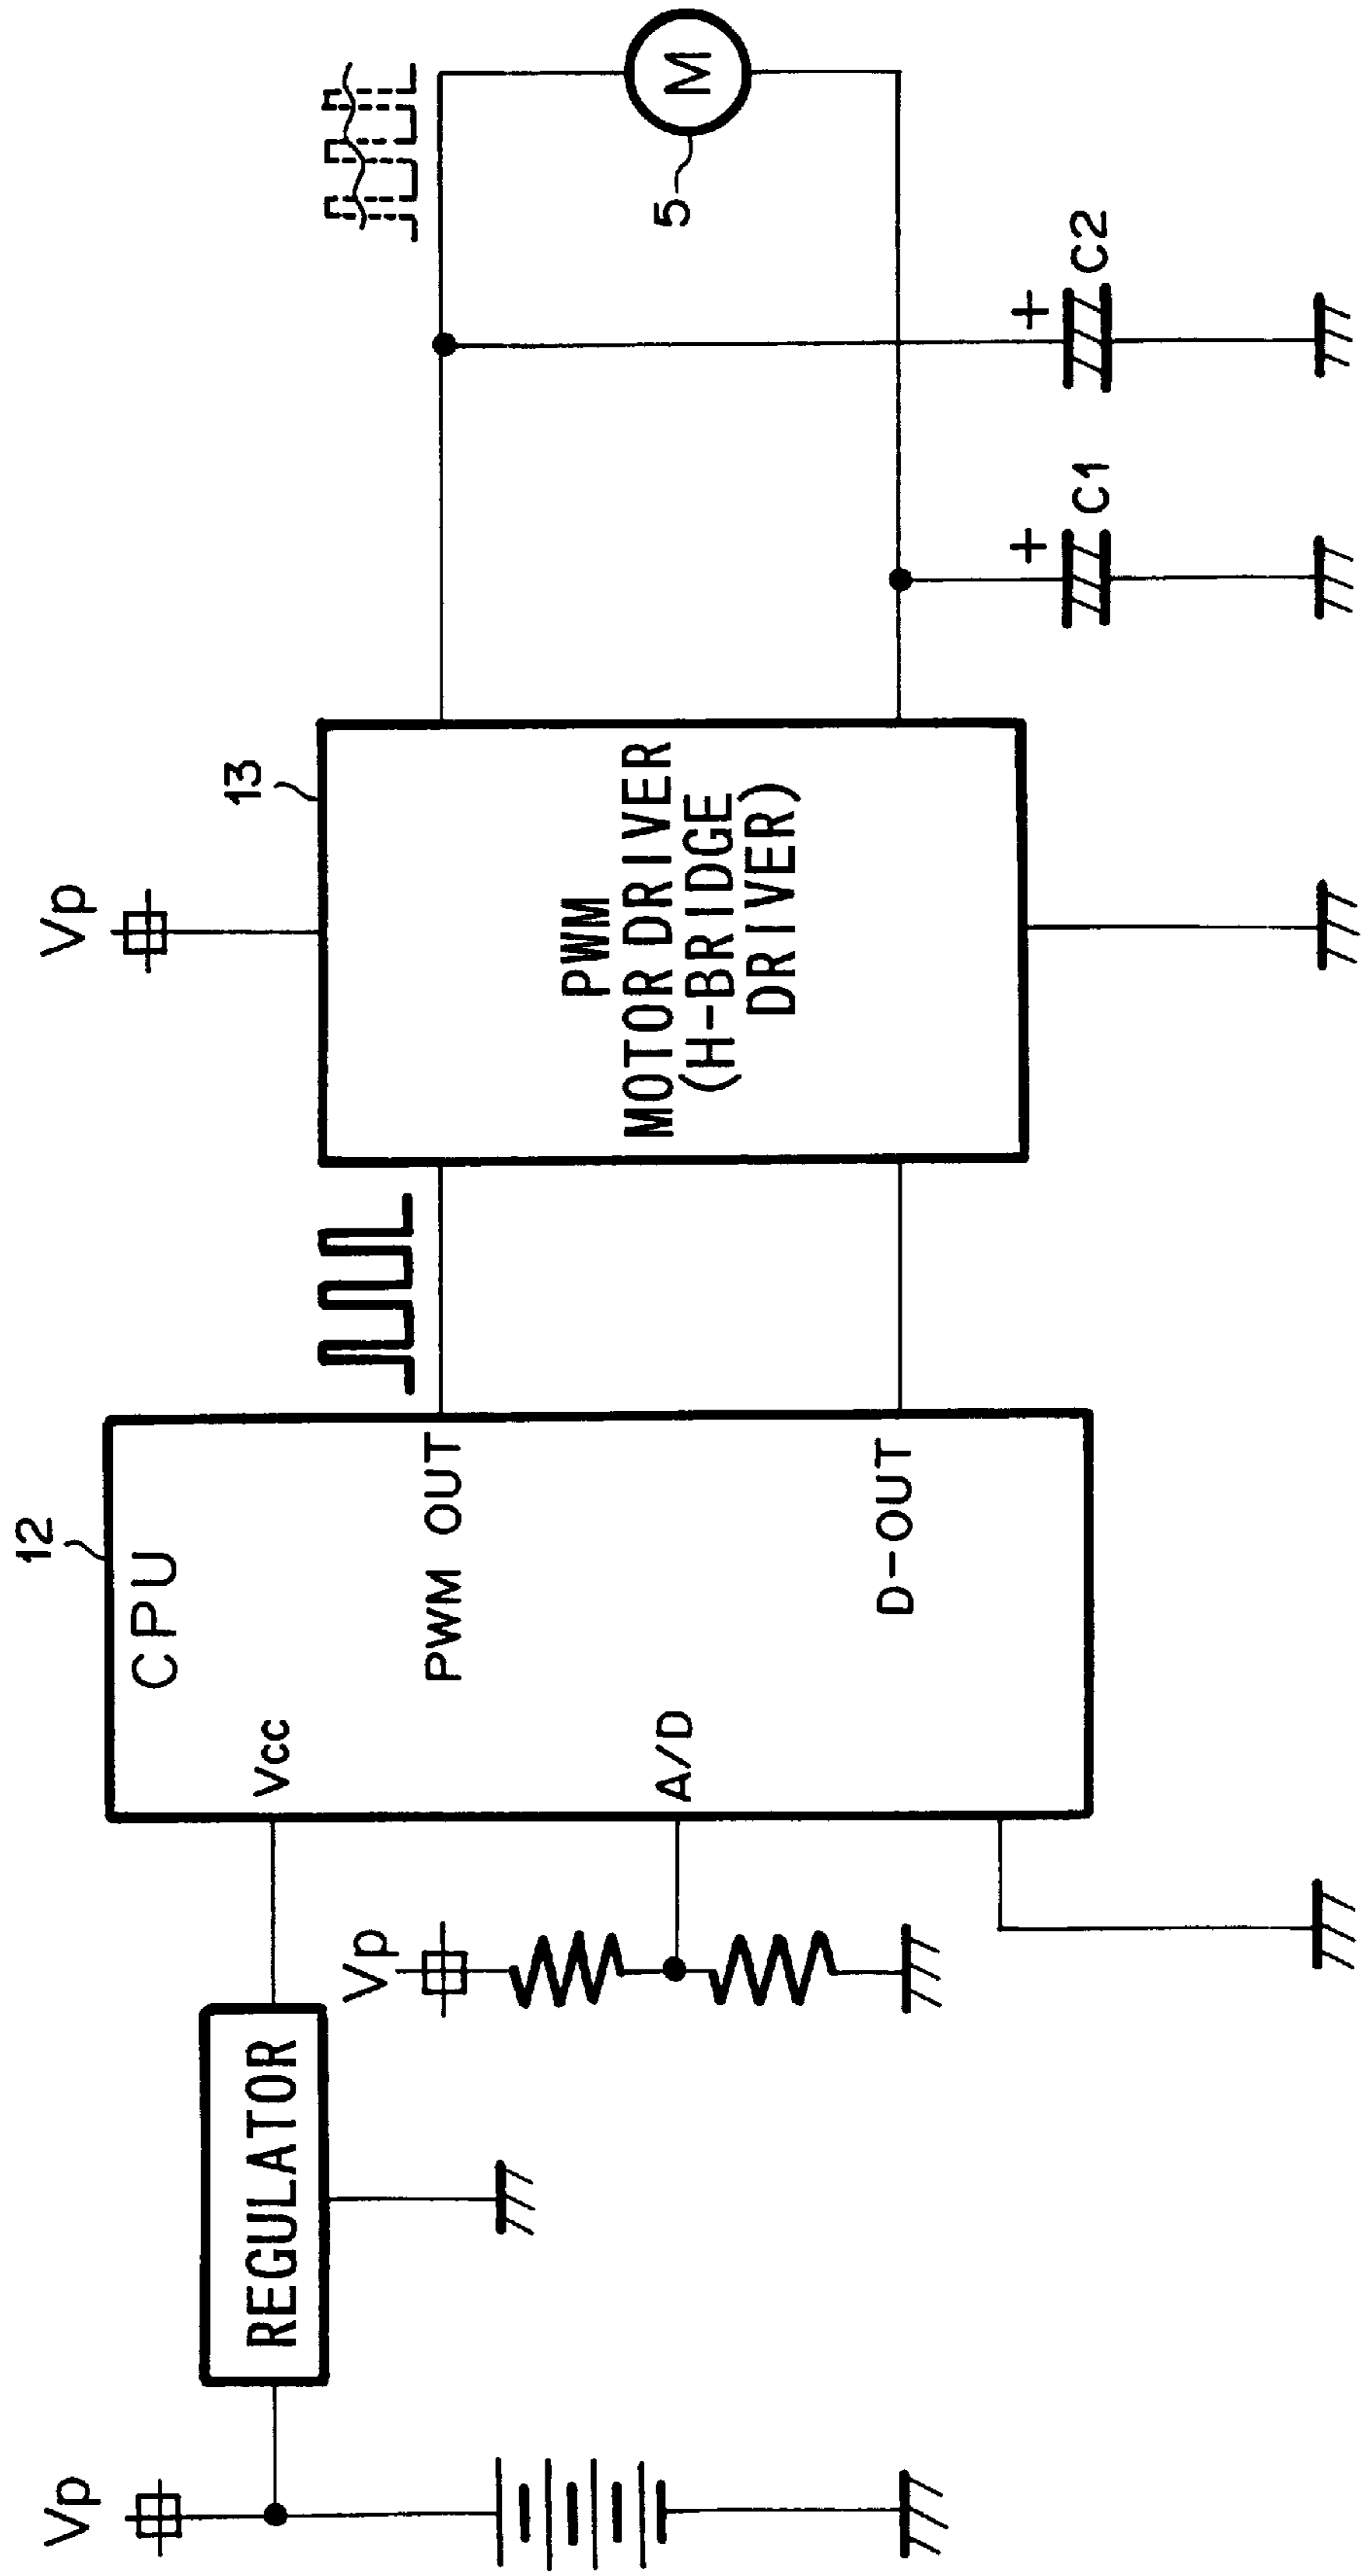 Vp
REGULATOR
Vp
12
CPU
Vcc
PWM OUT
A/D
D-OUT
Vp
13
PWM
MOTOR DRIVER
(H-BRIDGE
DRIVER)
+
C1
+
C2
5
M